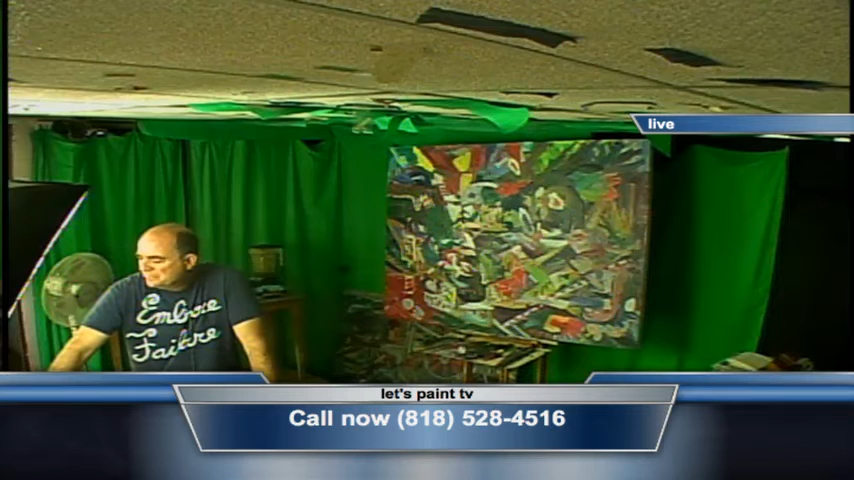 live
Embrace
Failure
let's paint tv
Call now (818) 528-4516